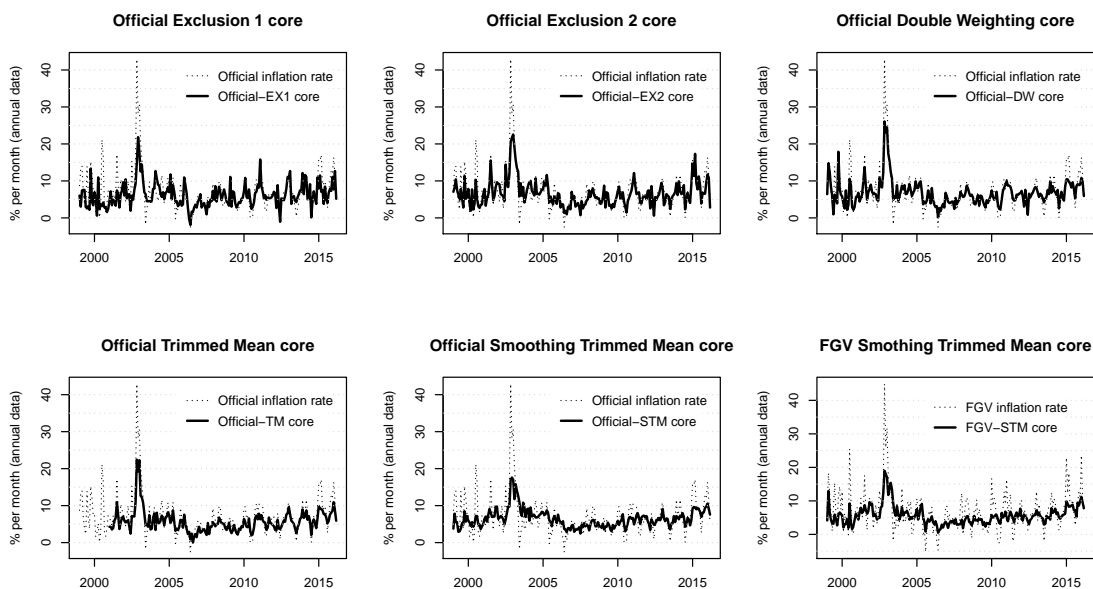 Official Exclusion 1 core
% per month (annual data)
40
30
20
10
0
Official inflation rate
Official−EX1 core
2000 2005 2010 2015
Official Exclusion 2 core
% per month (annual data)
40
30
20
10
0
Official inflation rate
Official−EX2 core
2000 2005 2010 2015
Official Double Weighting core
% per month (annual data)
40
30
20
10
0
Official inflation rate
Official−DW core
2000 2005 2010 2015
Official Trimmed Mean core
% per month (annual data)
40
30
20
10
0
Official inflation rate
Official−TM core
2000 2005 2010 2015
Official Smoothing Trimmed Mean core
% per month (annual data)
40
30
20
10
0
Official inflation rate
Official−STM core
2000 2005 2010 2015
FGV Smothing Trimmed Mean core
% per month (annual data)
40
30
20
10
0
FGV inflation rate
FGV−STM core
2000 2005 2010 2015